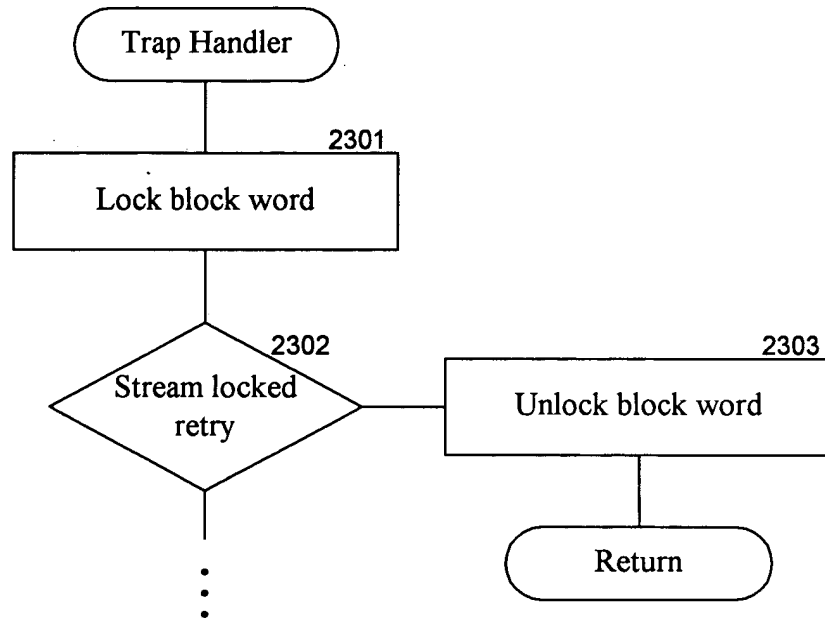 Trap Handler
2301
Lock block word
2302
Stream locked
retry
2303
Unlock block word
Return